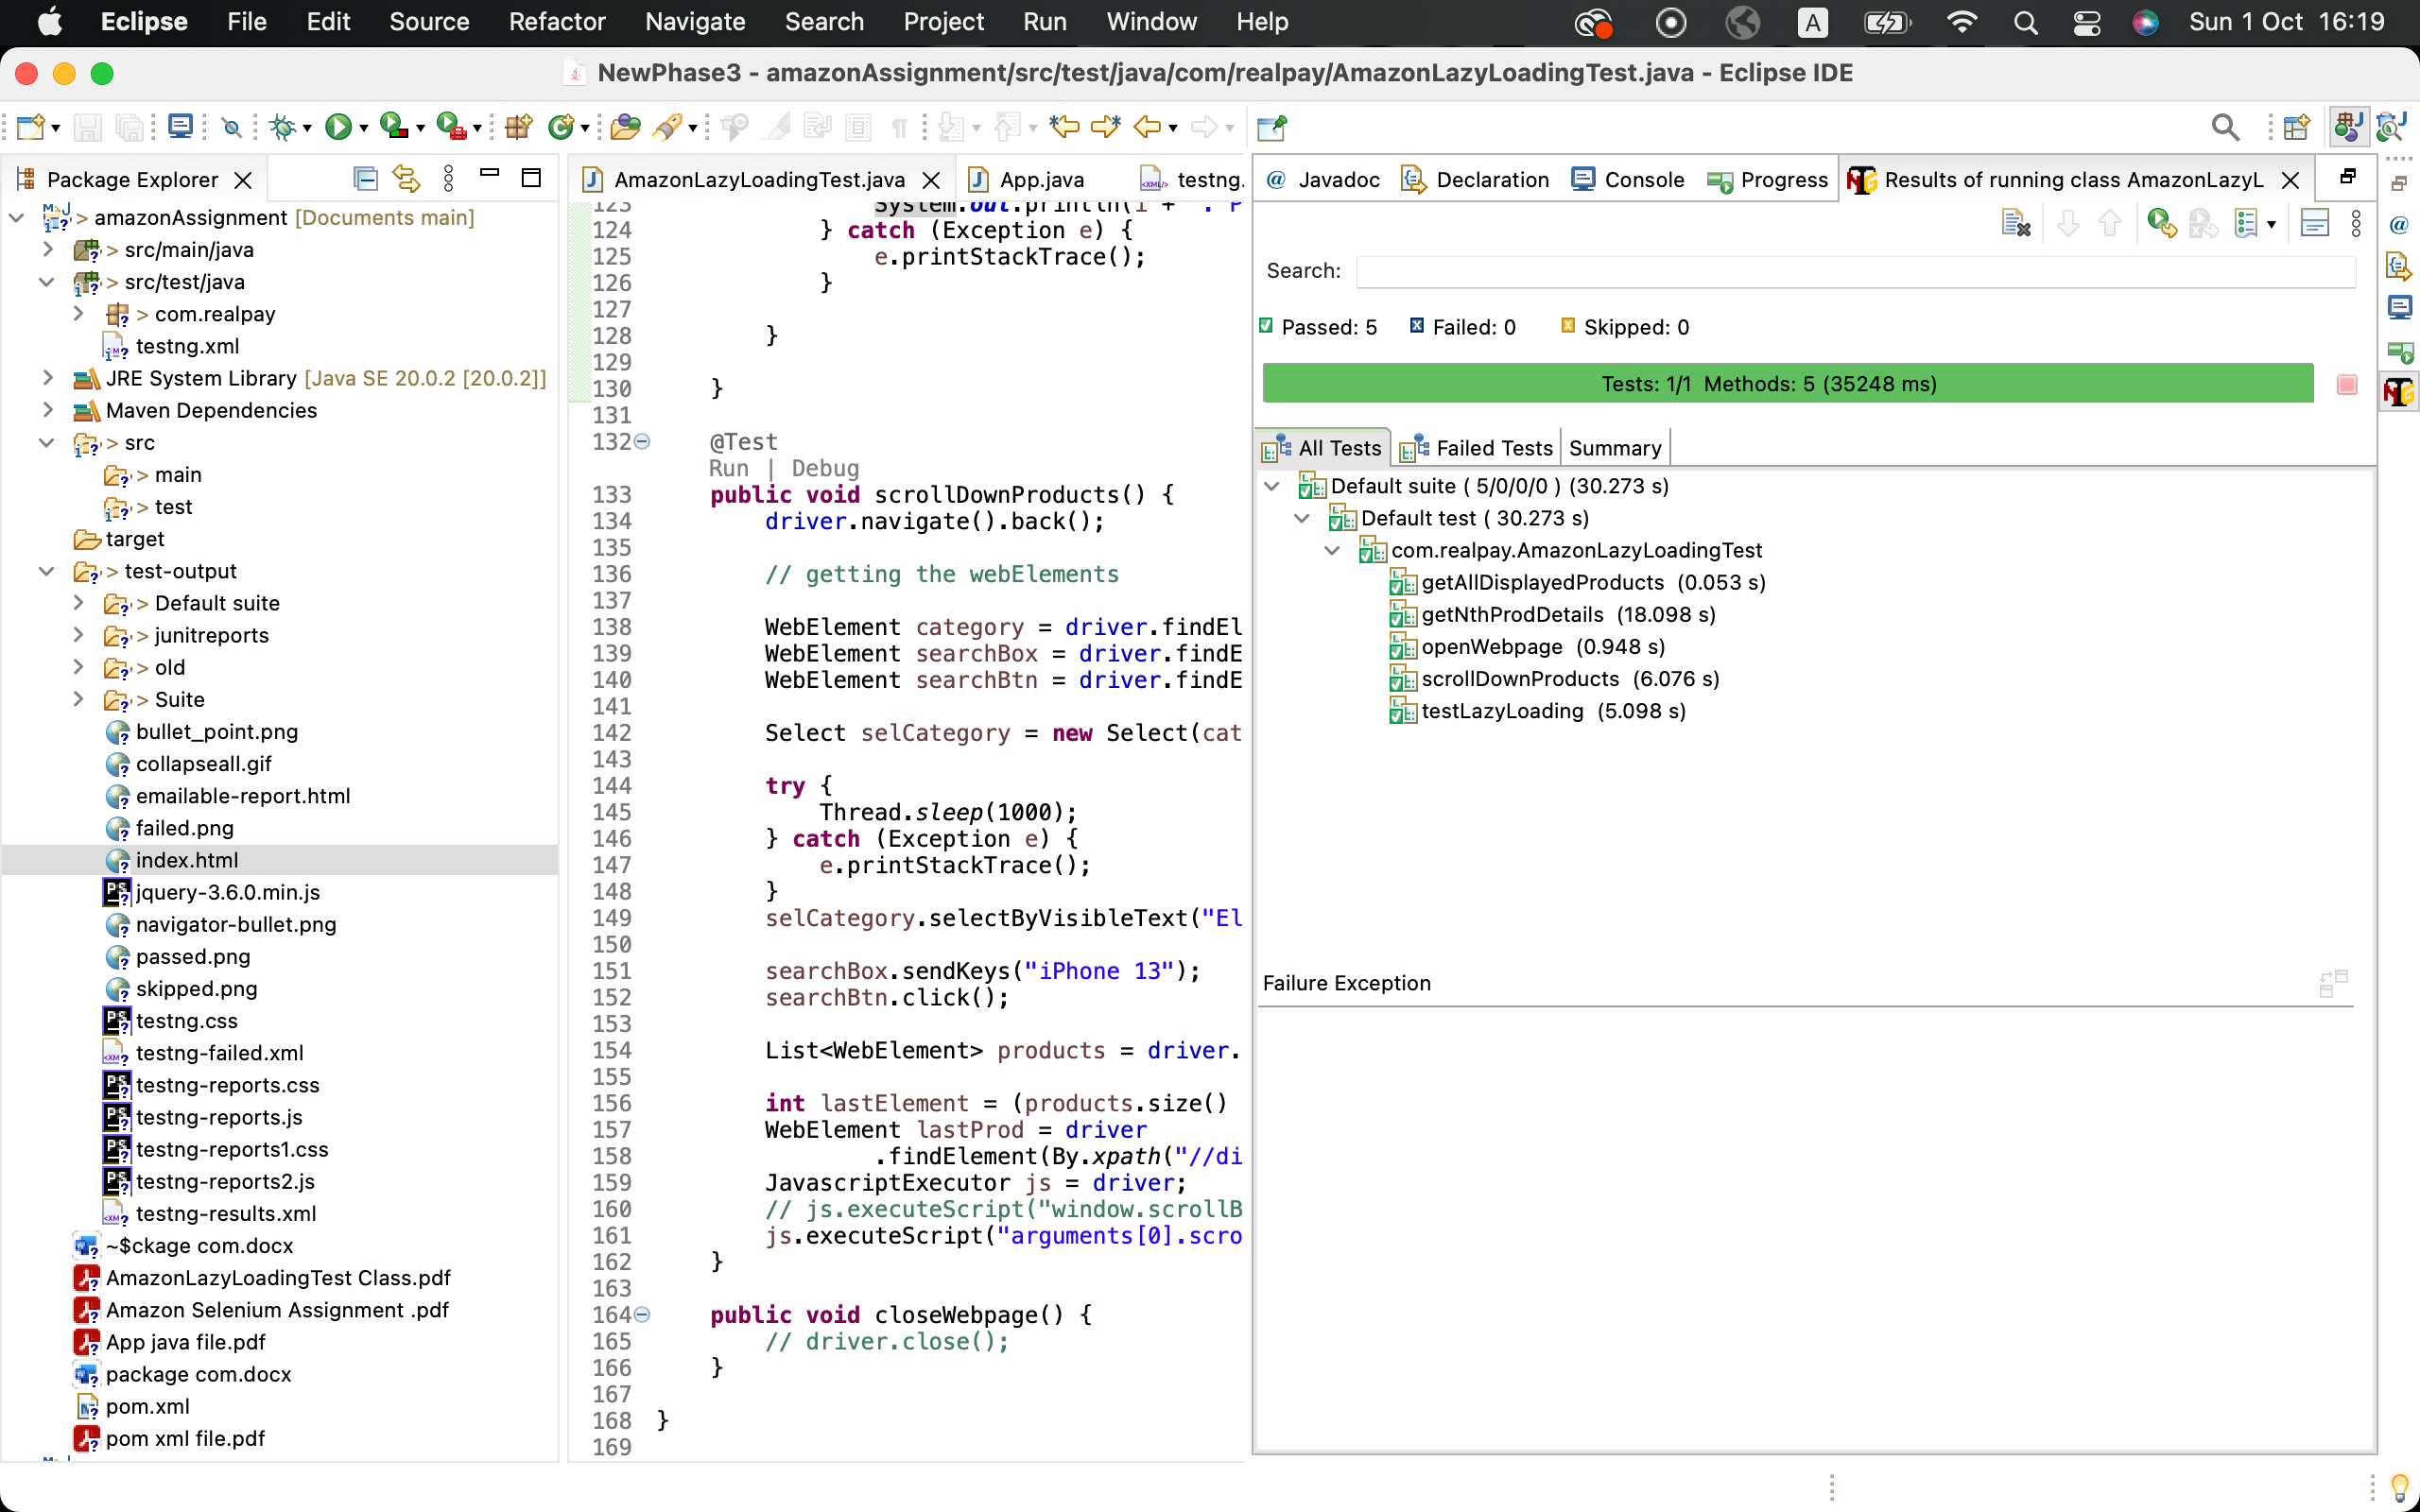 Eclipse File Edit Source Refactor Navigate Search Project Run Window Help A Sun 1 Oct 16:19
NewPhase3 - amazonAssignment/src/test/java/com/realpay/AmazonLazyLoadingTest.java - Eclipse IDE
Package Explorer
> amazonAssignment [Documents main]
> src/main/java
> src/test/java
> com.realpay
testng.xml
JRE System Library [Java SE 20.0.2 [20.0.2]]
Maven Dependencies
> src
> main
> test
target
> test-output
> Default suite
> junitreports
> old
> Suite
bullet_point.png
collapseall.gif
emailable-report.html
failed.png
index.html
jquery-3.6.0.min.js
navigator-bullet.png
passed.png
skipped.png
testng.css
testng-failed.xml
testng-reports.css
testng-reports.js
testng-reports1.css
testng-reports2.js
testng-results.xml
~$ckage com.docx
AmazonLazyLoadingTest Class.pdf
Amazon Selenium Assignment .pdf
App java file.pdf
package com.docx
pom.xml
pom xml file.pdf
AmazonLazyLoadingTest.java App.java testng.
123 System.out.println(i + ". P
124 } catch (Exception e) {
125 e.printStackTrace();
126 }
127
128 }
129
130 }
131
132 @Test
Run | Debug
133 public void scrollDownProducts() {
134 driver.navigate().back();
135
136 // getting the webElements
137
138 WebElement category = driver.findEl
139 WebElement searchBox = driver.findE
140 WebElement searchBtn = driver.findE
141
142 Select selCategory = new Select(cat
143
144 try {
145 Thread.sleep(1000);
146 } catch (Exception e) {
147 e.printStackTrace();
148 }
149 selCategory.selectByVisibleText("El
150
151 searchBox.sendKeys("iPhone 13");
152 searchBtn.click();
153
154 List<WebElement> products = driver.
155
156 int lastElement = (products.size()
157 WebElement lastProd = driver
158 .findElement(By.xpath("//di
159 JavascriptExecutor js = driver;
160 // js.executeScript("window.scrollB
161 js.executeScript("arguments[0].scro
162 }
163
164 public void closeWebpage() {
165 // driver.close();
166 }
167
168 }
169
Javadoc Declaration Console Progress Results of running class AmazonLazyL
Search:
Passed: 5 Failed: 0 Skipped: 0
Tests: 1/1 Methods: 5 (35248 ms)
All Tests Failed Tests Summary
Default suite ( 5/0/0/0 ) (30.273 s)
Default test ( 30.273 s)
com.realpay.AmazonLazyLoadingTest
getAllDisplayedProducts (0.053 s)
getNthProdDetails (18.098 s)
openWebpage (0.948 s)
scrollDownProducts (6.076 s)
testLazyLoading (5.098 s)
Failure Exception